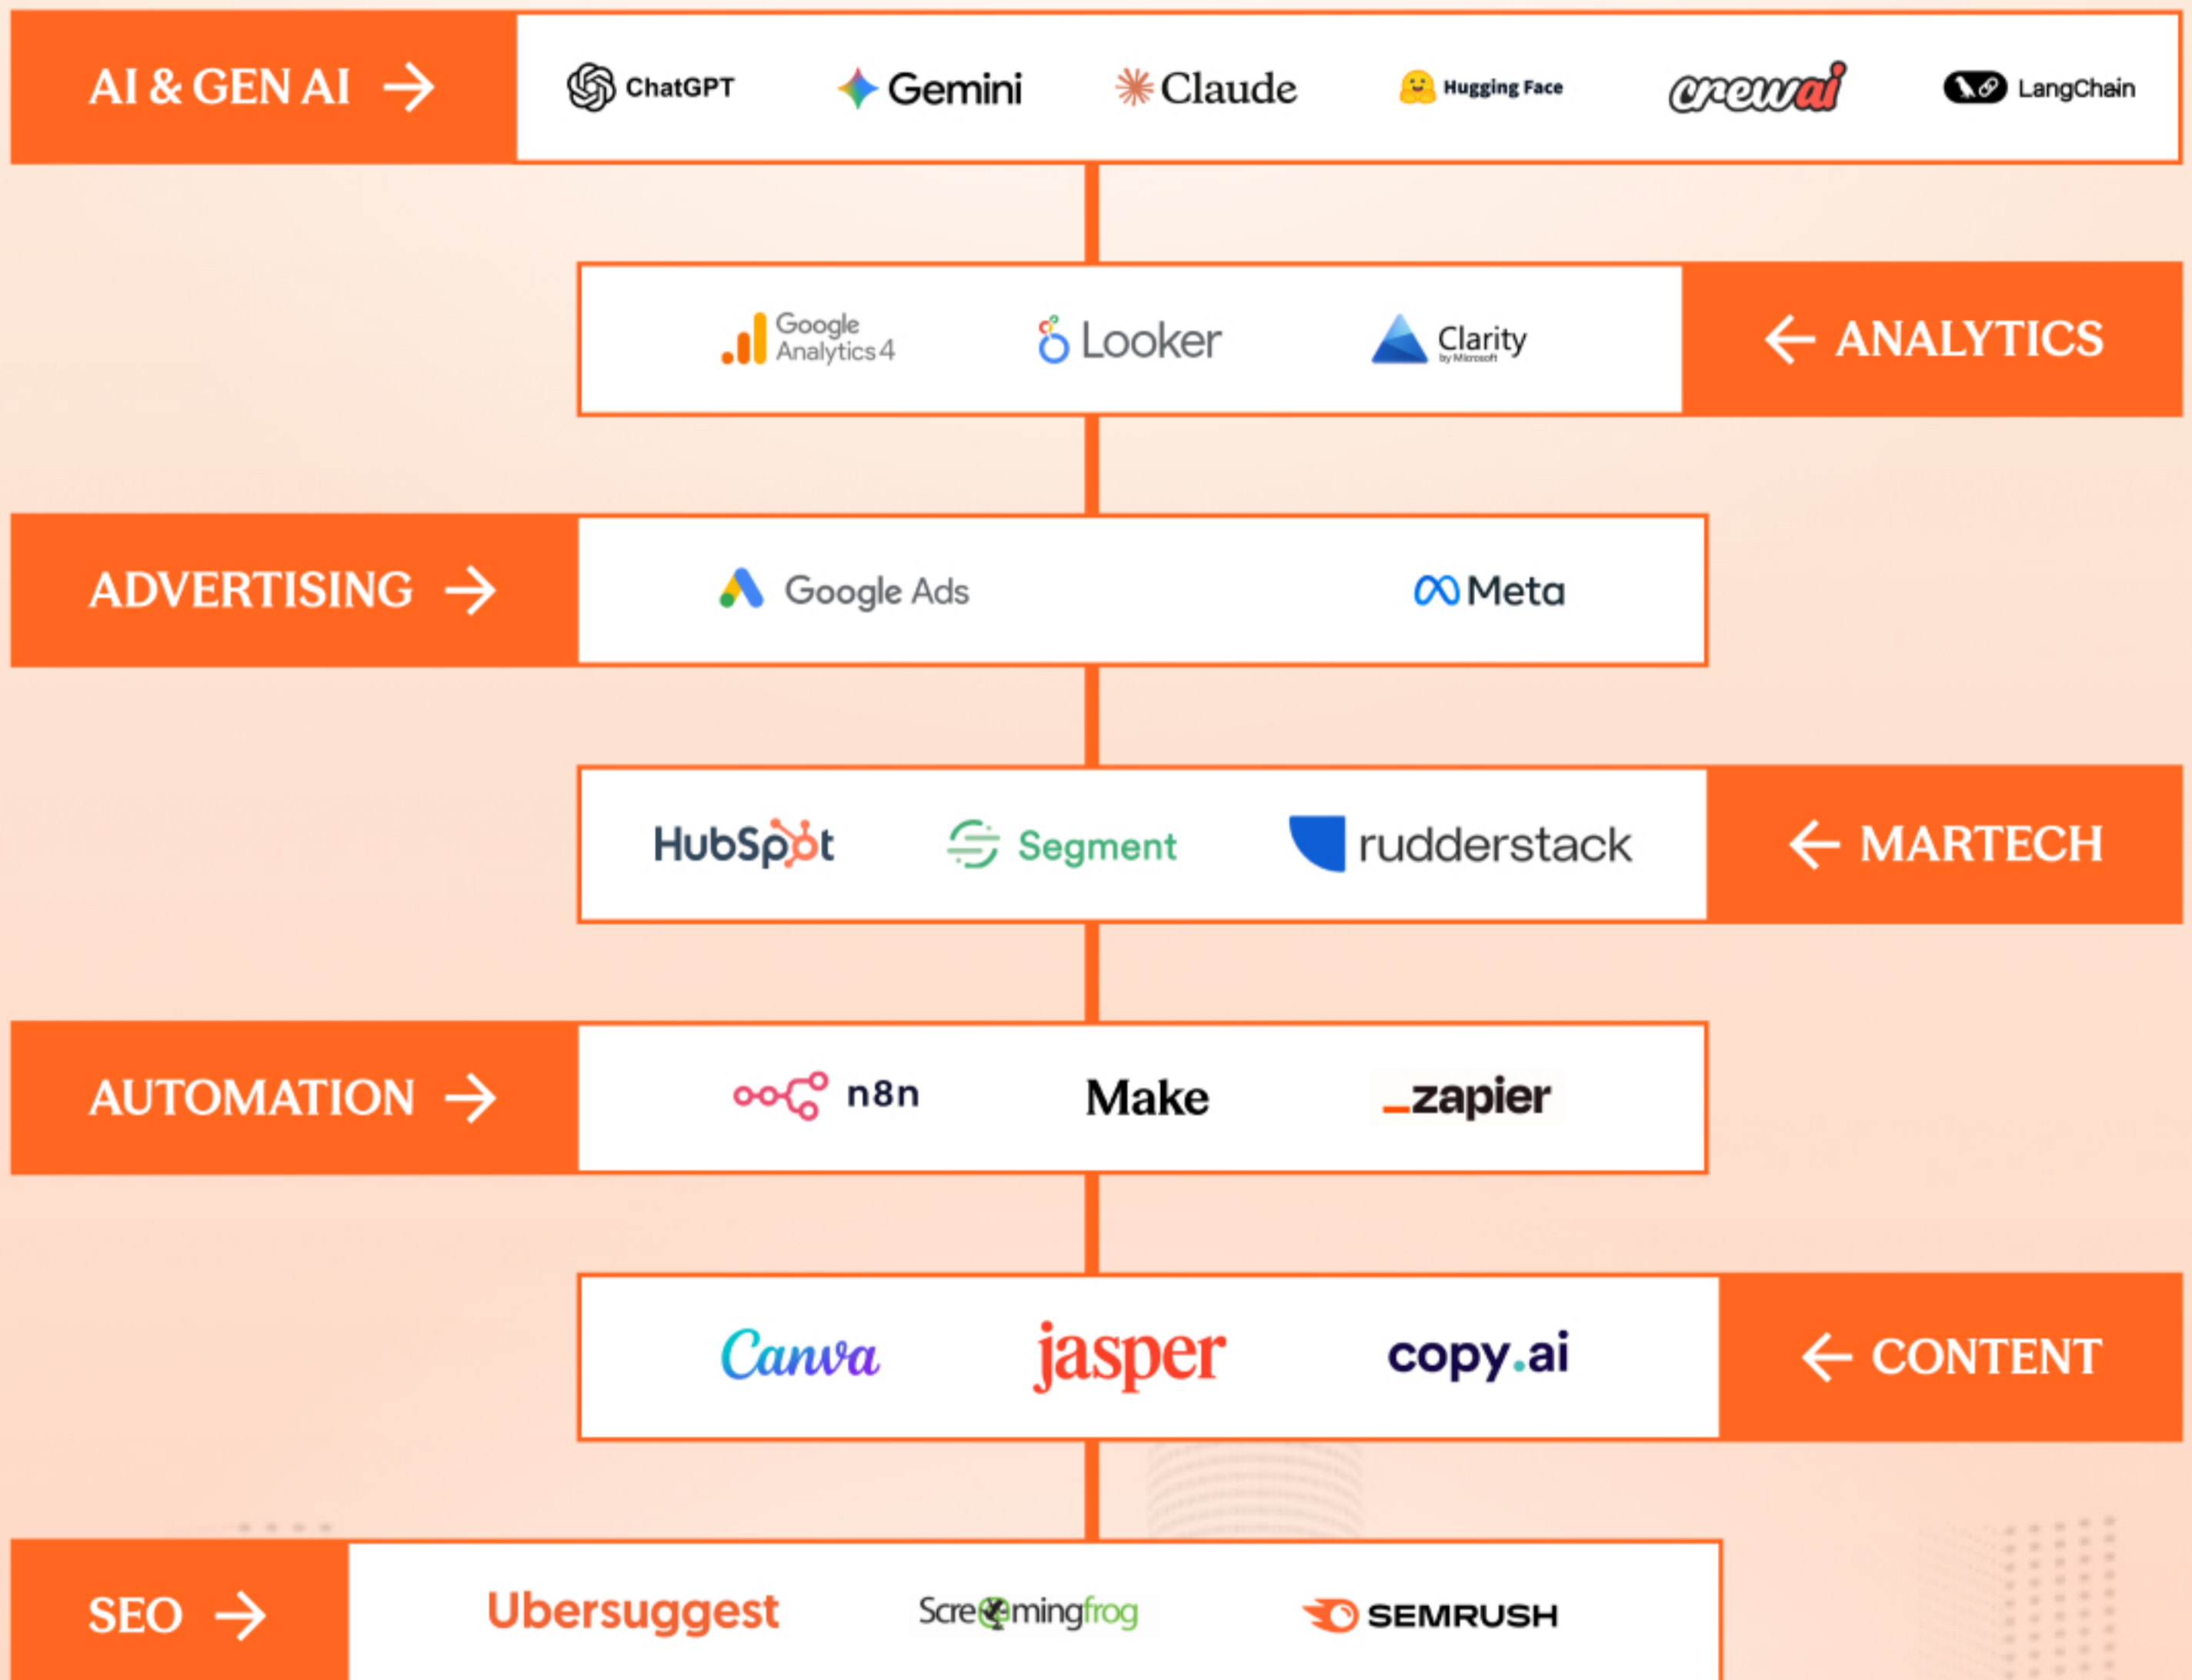 AI & GEN AI →
ChatGPT
Gemini
Claude
Hugging Face
crewai
LangChain
Google
Analytics 4
Looker
Clarity
by Microsoft
← ANALYTICS
ADVERTISING →
Google Ads
Meta
HubSpot
Segment
rudderstack
← MARTECH
AUTOMATION →
n8n
Make
_zapier
Canva
jasper
copy.ai
← CONTENT
SEO →
Ubersuggest
Screamingfrog
SEMRUSH